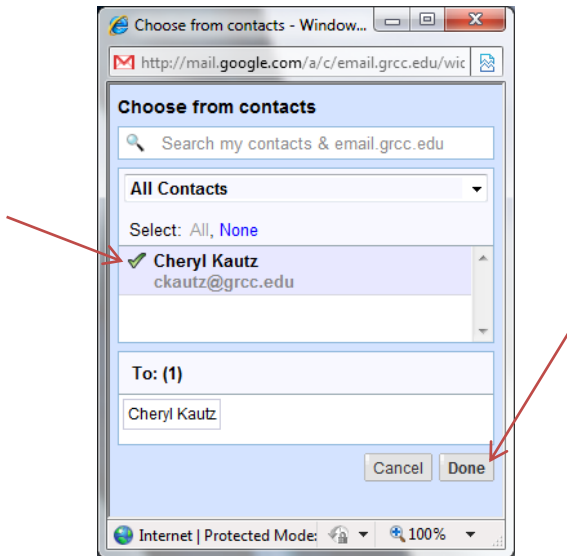 Choose from contacts - Window...
http://mail.google.com/a/c/email.grcc.edu/wic
Choose from contacts
Search my contacts & email.grcc.edu
All Contacts
Select: All, None
Cheryl Kautz
ckautz@grcc.edu
To: (1)
Cheryl Kautz
Cancel Done
Internet | Protected Mode: 100%